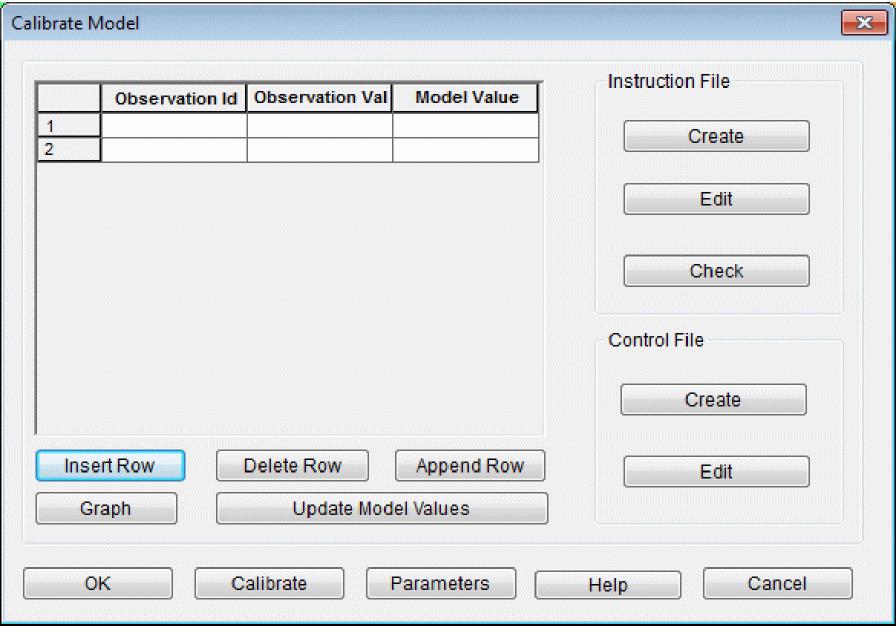 Calibrate Model
Observation Id Observation Val Model Value
1
2
Insert Row Delete Row Append Row
Graph Update Model Values
Instruction File
Create
Edit
Check
Control File
Create
Edit
OK Calibrate Parameters Help Cancel